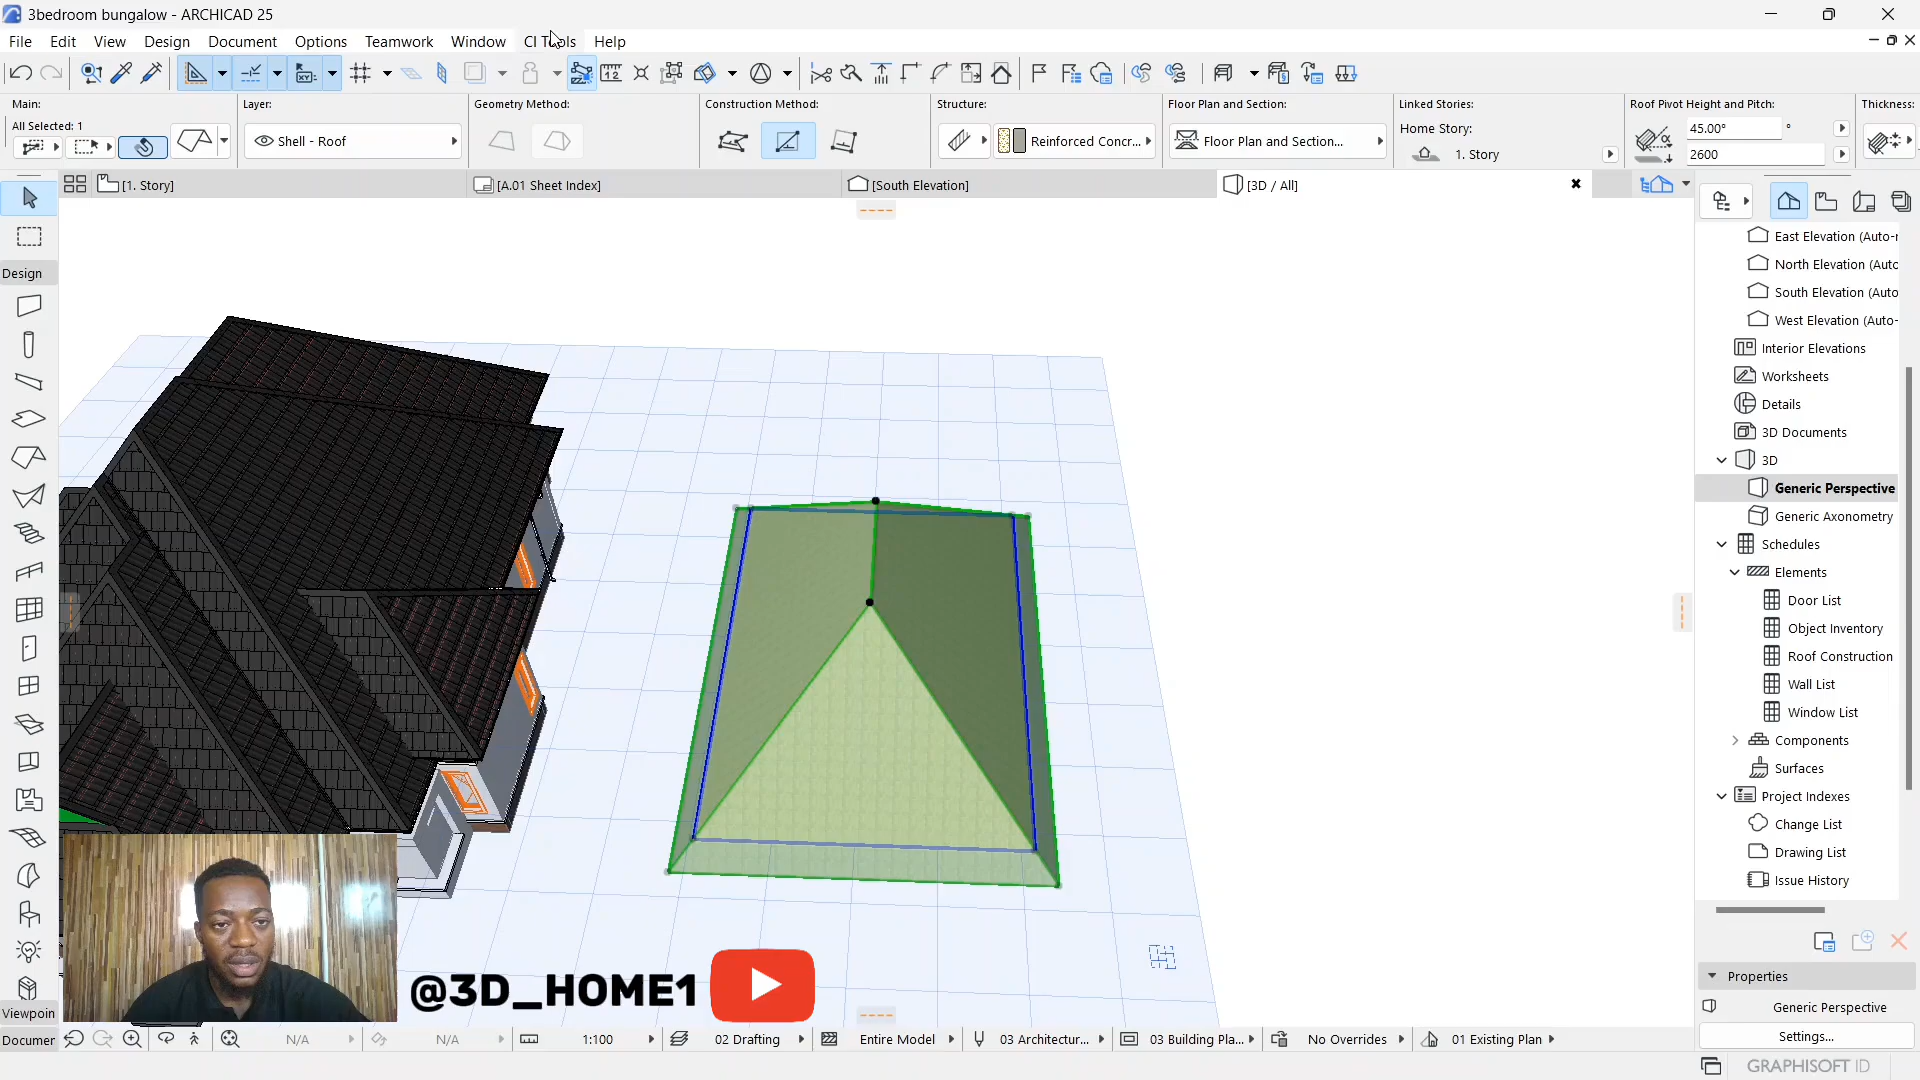 3bedroom bungalow - ARCHICAD 25
File Edit View Design Document Options Teamwork Window CI Tools Help
Main: Layer: Geometry Method: Construction Method: Structure: Floor Plan and Section: Linked Stories: Roof Pivot Height and Pitch: Thickness:
All Selected: 1
Shell - Roof
Reinforced Concr...
Floor Plan and Section...
Home Story:
1. Story
45.00° °
2600
[1. Story] [A.01 Sheet Index] [South Elevation] [3D / All]
Design
East Elevation (Auto-r
North Elevation (Auto
South Elevation (Auto
West Elevation (Auto-
Interior Elevations
Worksheets
Details
3D Documents
3D
Generic Perspective
Generic Axonometry
Schedules
Elements
Door List
Object Inventory
Roof Construction
Wall List
Window List
Components
Surfaces
Project Indexes
Change List
Drawing List
Issue History
Properties
Generic Perspective
Settings...
@3D_HOME1
Viewpoin
Documer
N/A N/A 1:100 02 Drafting Entire Model 03 Architectur... 03 Building Pla... No Overrides 01 Existing Plan
GRAPHISOFT ID